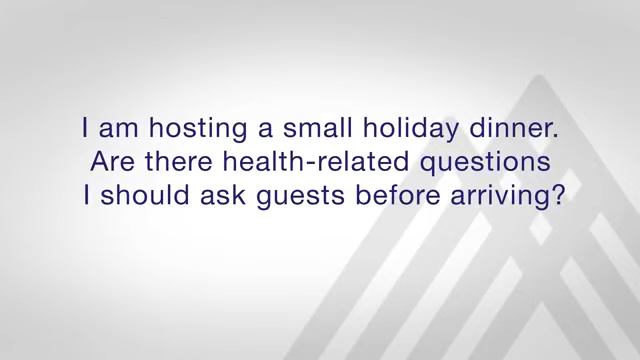 I am hosting a small holiday dinner.
Are there health-related questions
I should ask guests before arriving?